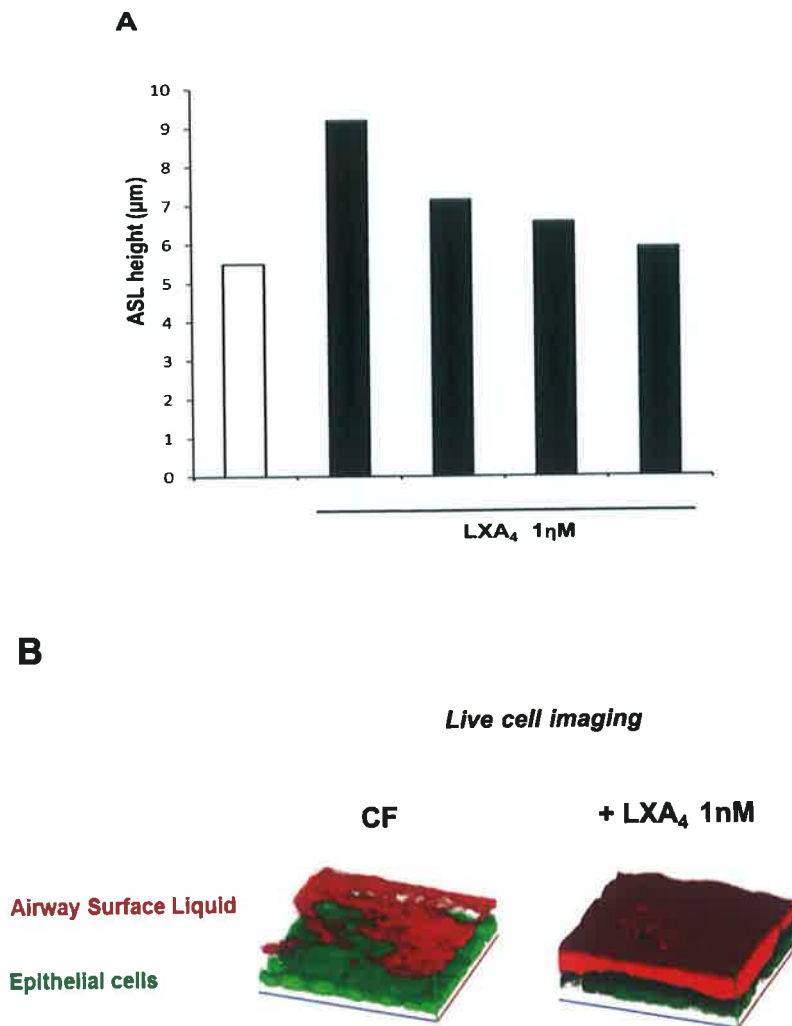 A
10
9
8
7
6
5
4
3
2
1
0
ASL height (µm)
LXA₄ 1ηM
B
Live cell imaging
CF
+ LXA₄ 1nM
Airway Surface Liquid
Epithelial cells